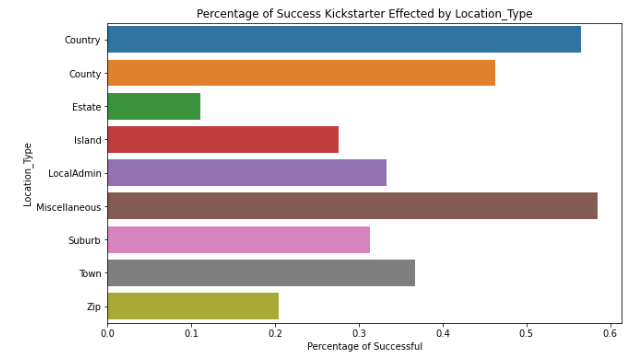 Percentage of Success Kickstarter Effected by Location_Type
Location_Type
Country
County
Estate
Island
LocalAdmin
Miscellaneous
Suburb
Town
Zip
0.0 0.1 0.2 0.3 0.4 0.5 0.6
Percentage of Successful